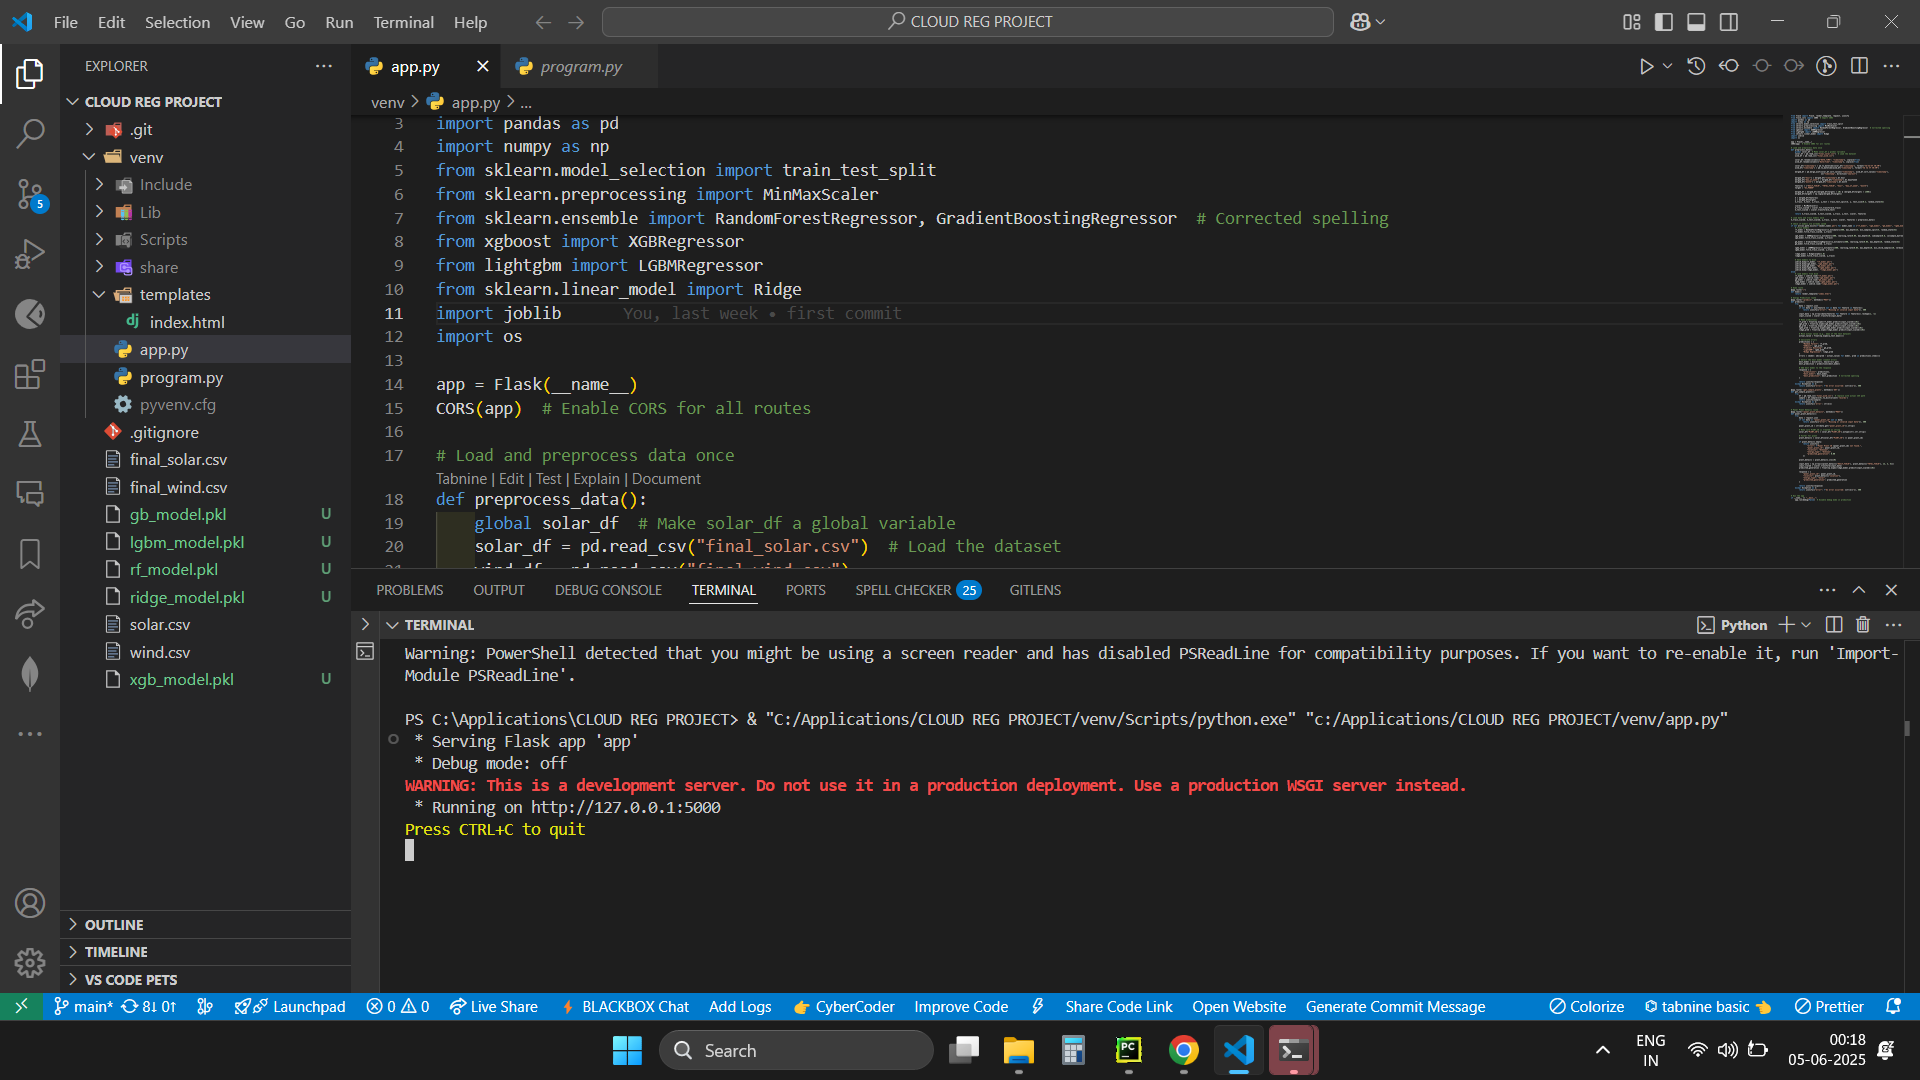 File Edit Selection View Go Run Terminal Help
CLOUD REG PROJECT
EXPLORER
CLOUD REG PROJECT
.git
venv
Include
Lib
Scripts
share
templates
index.html
app.py
program.py
pyvenv.cfg
.gitignore
final_solar.csv
final_wind.csv
gb_model.pkl U
lgbm_model.pkl U
rf_model.pkl U
ridge_model.pkl U
solar.csv
wind.csv
xgb_model.pkl U
OUTLINE
TIMELINE
VS CODE PETS
5
app.py
program.py
venv > app.py > ...
3 import pandas as pd
4 import numpy as np
5 from sklearn.model_selection import train_test_split
6 from sklearn.preprocessing import MinMaxScaler
7 from sklearn.ensemble import RandomForestRegressor, GradientBoostingRegressor # Corrected spelling
8 from xgboost import XGBRegressor
9 from lightgbm import LGBMRegressor
10 from sklearn.linear_model import Ridge
11 import joblib You, last week • first commit
12 import os
13
14 app = Flask(__name__)
15 CORS(app) # Enable CORS for all routes
16
17 # Load and preprocess data once
Tabnine | Edit | Test | Explain | Document
18 def preprocess_data():
19 global solar_df # Make solar_df a global variable
20 solar_df = pd.read_csv("final_solar.csv") # Load the dataset
21 wind_df = pd.read_csv("final_wind.csv")
PROBLEMS OUTPUT DEBUG CONSOLE TERMINAL PORTS SPELL CHECKER 25 GITLENS
TERMINAL
Python
Warning: PowerShell detected that you might be using a screen reader and has disabled PSReadLine for compatibility purposes. If you want to re-enable it, run 'Import-
Module PSReadLine'.
PS C:\Applications\CLOUD REG PROJECT> & "C:/Applications/CLOUD REG PROJECT/venv/Scripts/python.exe" "c:/Applications/CLOUD REG PROJECT/venv/app.py"
* Serving Flask app 'app'
* Debug mode: off
WARNING: This is a development server. Do not use it in a production deployment. Use a production WSGI server instead.
* Running on http://127.0.0.1:5000
Press CTRL+C to quit
main* 8↓ 0↑ Launchpad 0 0 Live Share BLACKBOX Chat Add Logs CyberCoder Improve Code Share Code Link Open Website Generate Commit Message Colorize tabnine basic Prettier
Search
PC
ENG
IN
00:18
05-06-2025